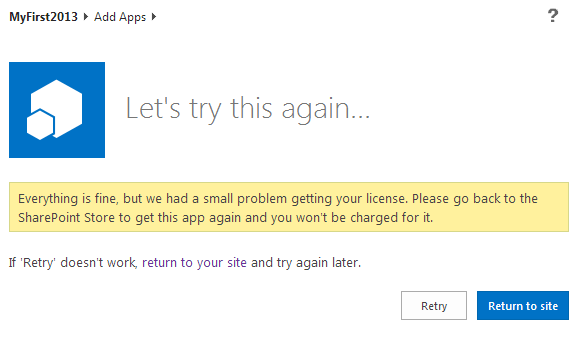 MyFirst2013 ▸ Add Apps ▸
?
Let's try this again...
Everything is fine, but we had a small problem getting your license. Please go back to the
SharePoint Store to get this app again and you won't be charged for it.
If 'Retry' doesn't work, return to your site and try again later.
Retry
Return to site